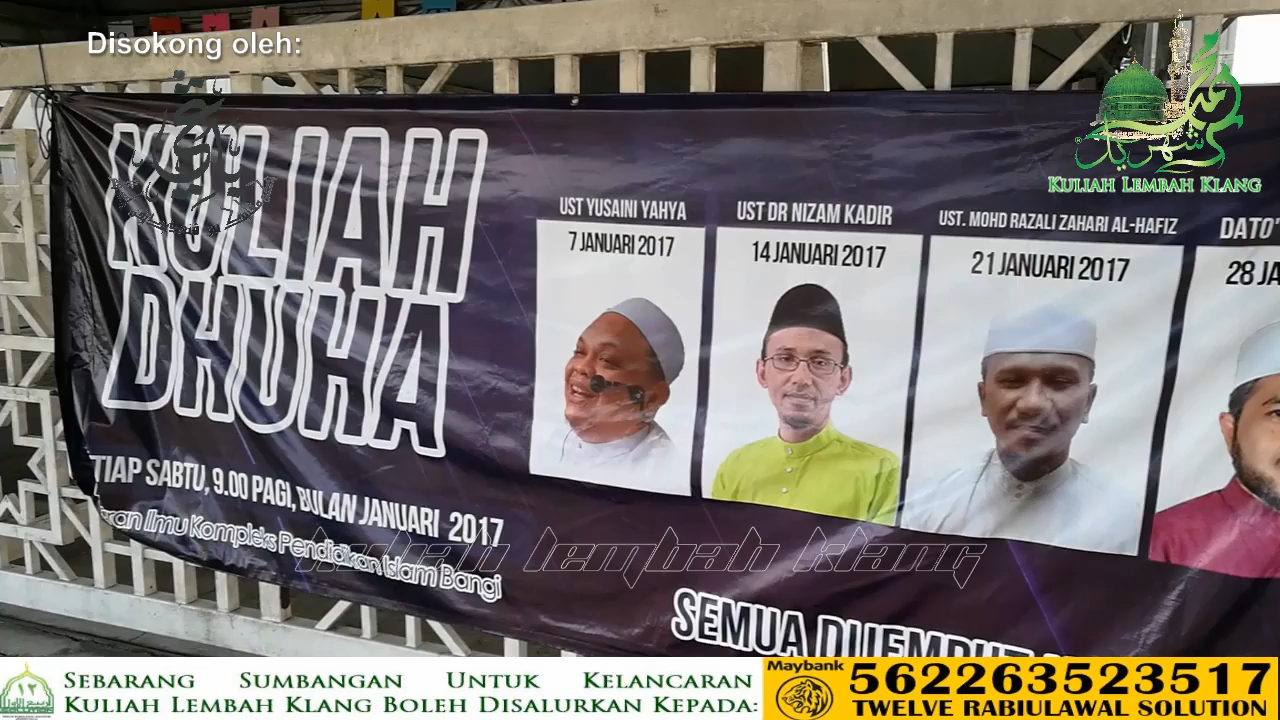 Disokong oleh:
KULIAH LEMBAH KLANG
KULIAH
DHUHA
TIAP SABTU, 9.00 PAGI, BULAN JANUARI 2017
Ilmu Kompleks Pendidikan Islam Bangi
UST YUSAINI YAHYA
7 JANUARI 2017
UST DR NIZAM KADIR
14 JANUARI 2017
UST. MOHD RAZALI ZAHARI AL-HAFIZ
21 JANUARI 2017
DATO'
28 JA
kuliah lembah klang
SEMUA DIJEMPUT
SEBARANG SUMBANGAN UNTUK KELANCARAN
KULIAH LEMBAH KLANG BOLEH DISALURKAN KEPADA:
Maybank
562263523517
TWELVE RABIULAWAL SOLUTION